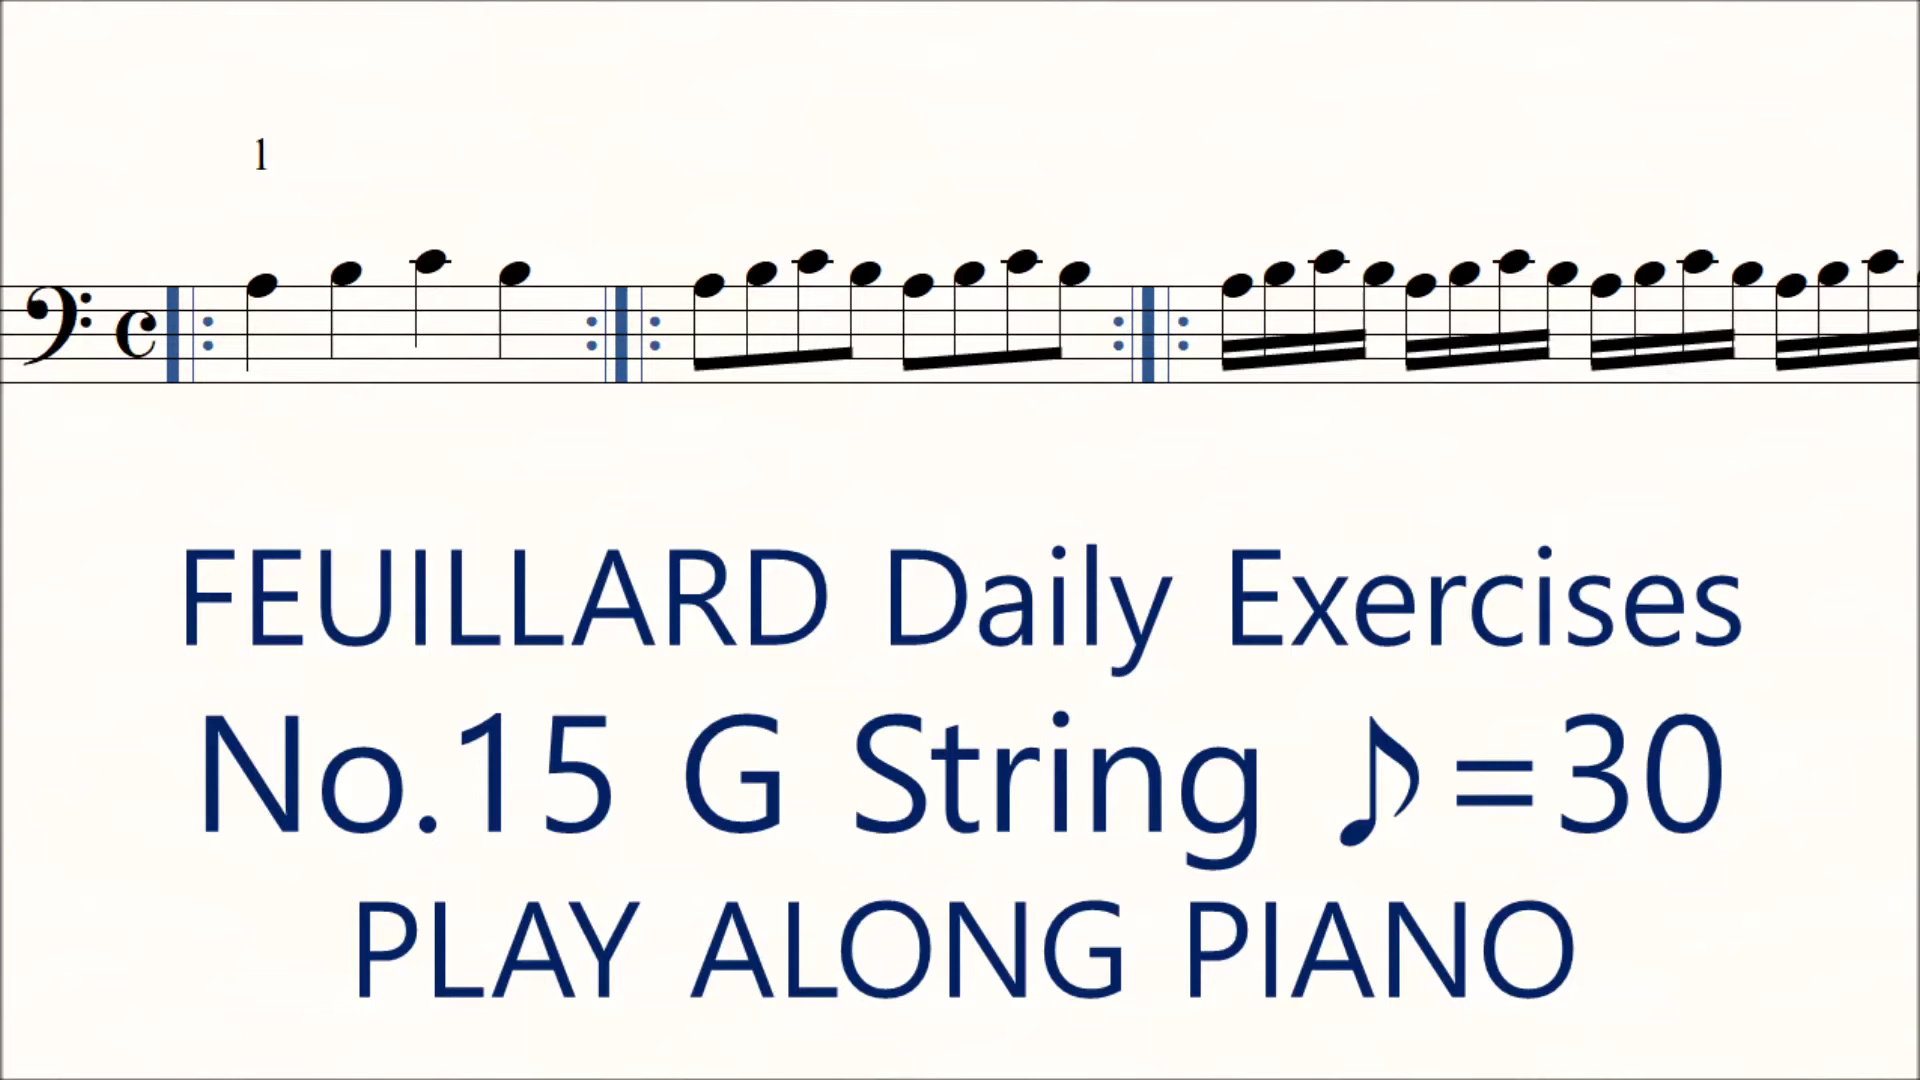 1
FEUILLARD Daily Exercises
No.15 G String ♪=30
PLAY ALONG PIANO